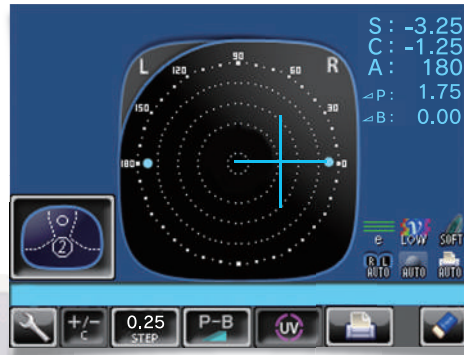 S: -3.25
C: -1.25
A: 180
⊿P: 1.75
⊿B: 0.00
L
R
120
90
60
150
30
180
0
②
e
LOW
SOFT
R L
AUTO
AUTO
AUTO
+/-
C
0.25
STEP
P-B
UV